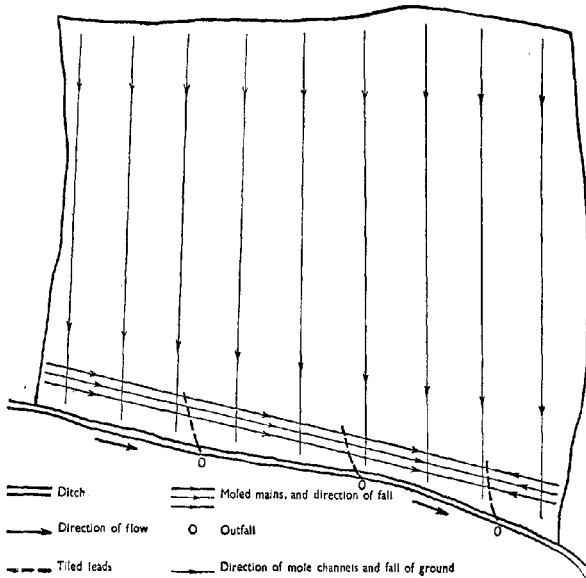 Ditch
Moled mains, and direction of fall
Direction of flow
O Outfall
Tiled leads
Direction of mole channels and fall of ground
O
O
O